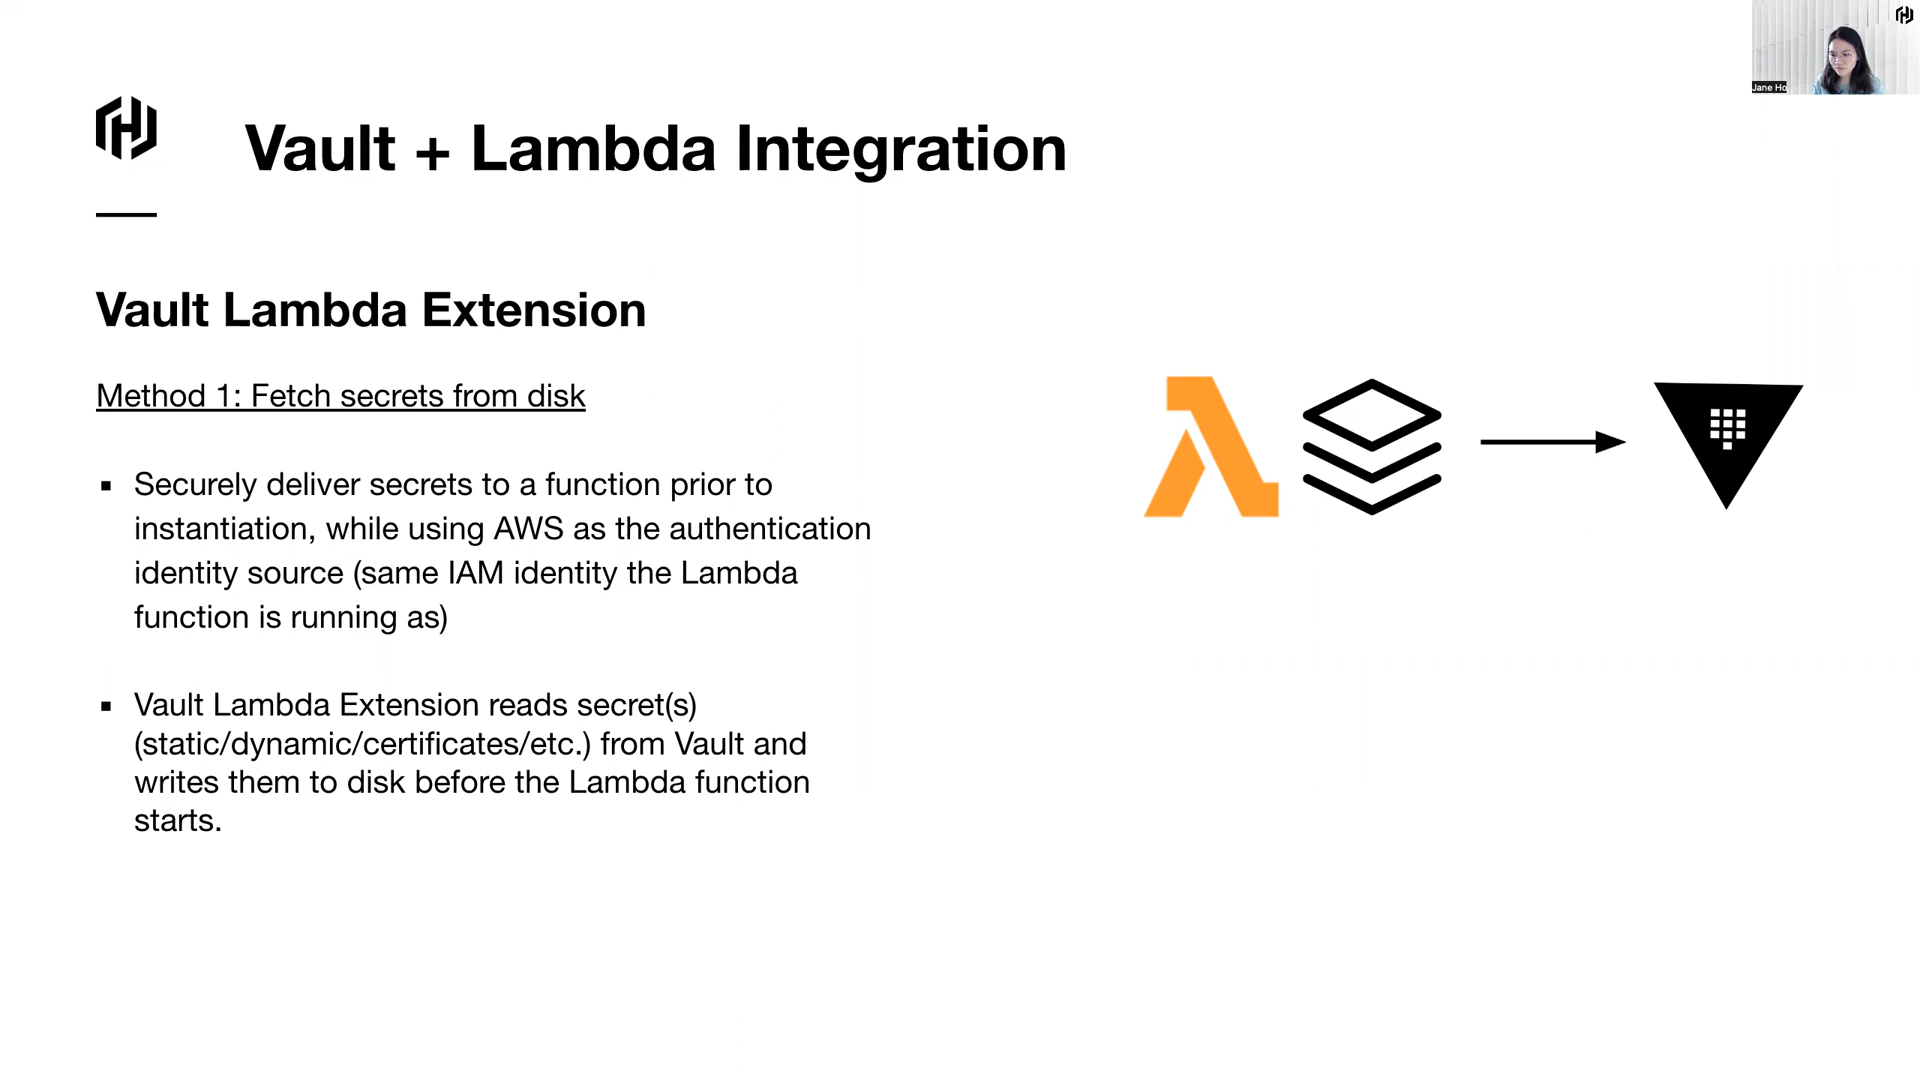 Jane Ho
Vault + Lambda Integration
Vault Lambda Extension
Method 1: Fetch secrets from disk
▪ Securely deliver secrets to a function prior to
instantiation, while using AWS as the authentication
identity source (same IAM identity the Lambda
function is running as)
▪ Vault Lambda Extension reads secret(s)
(static/dynamic/certificates/etc.) from Vault and
writes them to disk before the Lambda function
starts.